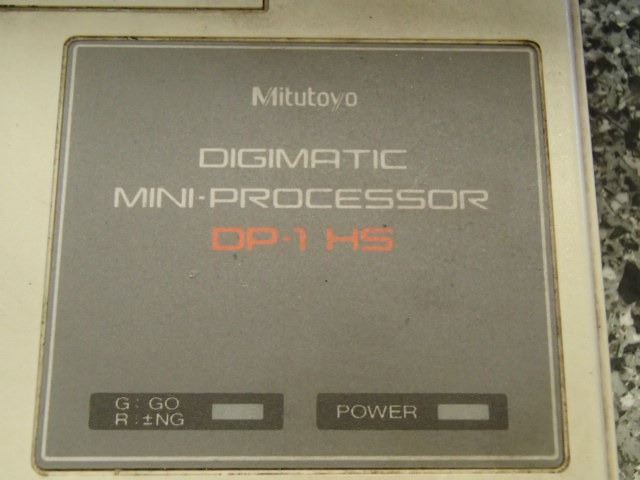 Mitutoyo
DIGIMATIC
MINI-PROCESSOR
DP-1 HS
G: GO
R: ±NG
POWER